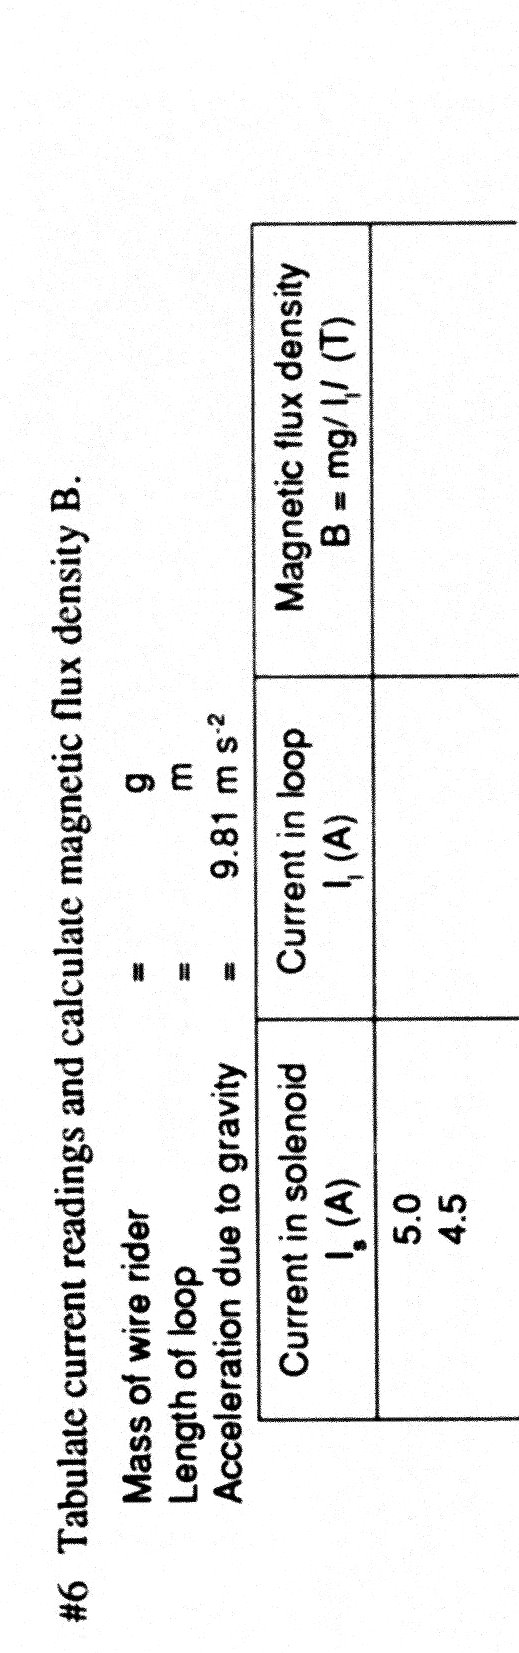 #6 Tabulate current readings and calculate magnetic flux density B.
Mass of wire rider = g
Length of loop = m
Acceleration due to gravity = 9.81 m s⁻²
Current in solenoid Current in loop Magnetic flux density
Iₛ (A) Iₗ (A) B = mg/ Iₗl (T)
5.0
4.5